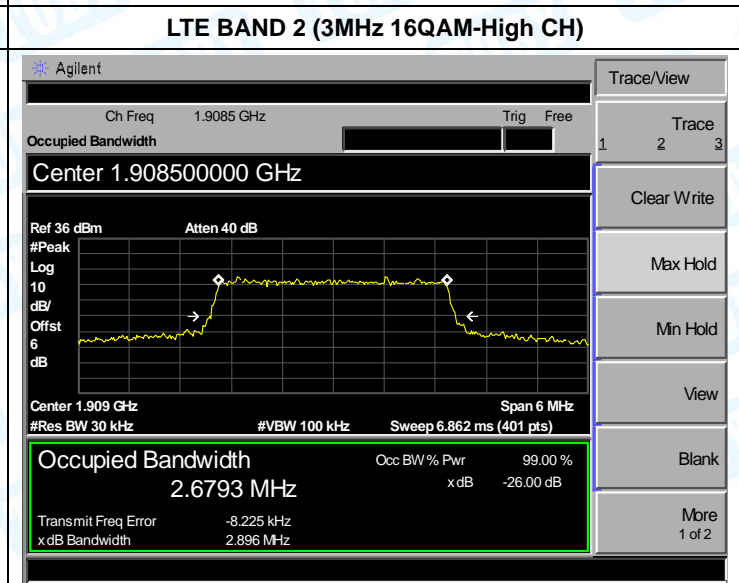 LTE BAND 2 (3MHz 16QAM-High CH)
Agilent
Trace/View
Ch Freq 1.9085 GHz Trig Free
Occupied Bandwidth
Trace
1 2 3
Center 1.908500000 GHz
Clear Write
Ref 36 dBm Atten 40 dB
#Peak
Log
10
dB/
Offst
6
dB
Max Hold
Min Hold
View
Center 1.909 GHz Span 6 MHz
#Res BW 30 kHz #VBW 100 kHz Sweep 6.862 ms (401 pts)
Occupied Bandwidth
2.6793 MHz
Occ BW % Pwr 99.00 %
x dB -26.00 dB
Blank
Transmit Freq Error -8.225 kHz
x dB Bandwidth 2.896 MHz
More
1 of 2